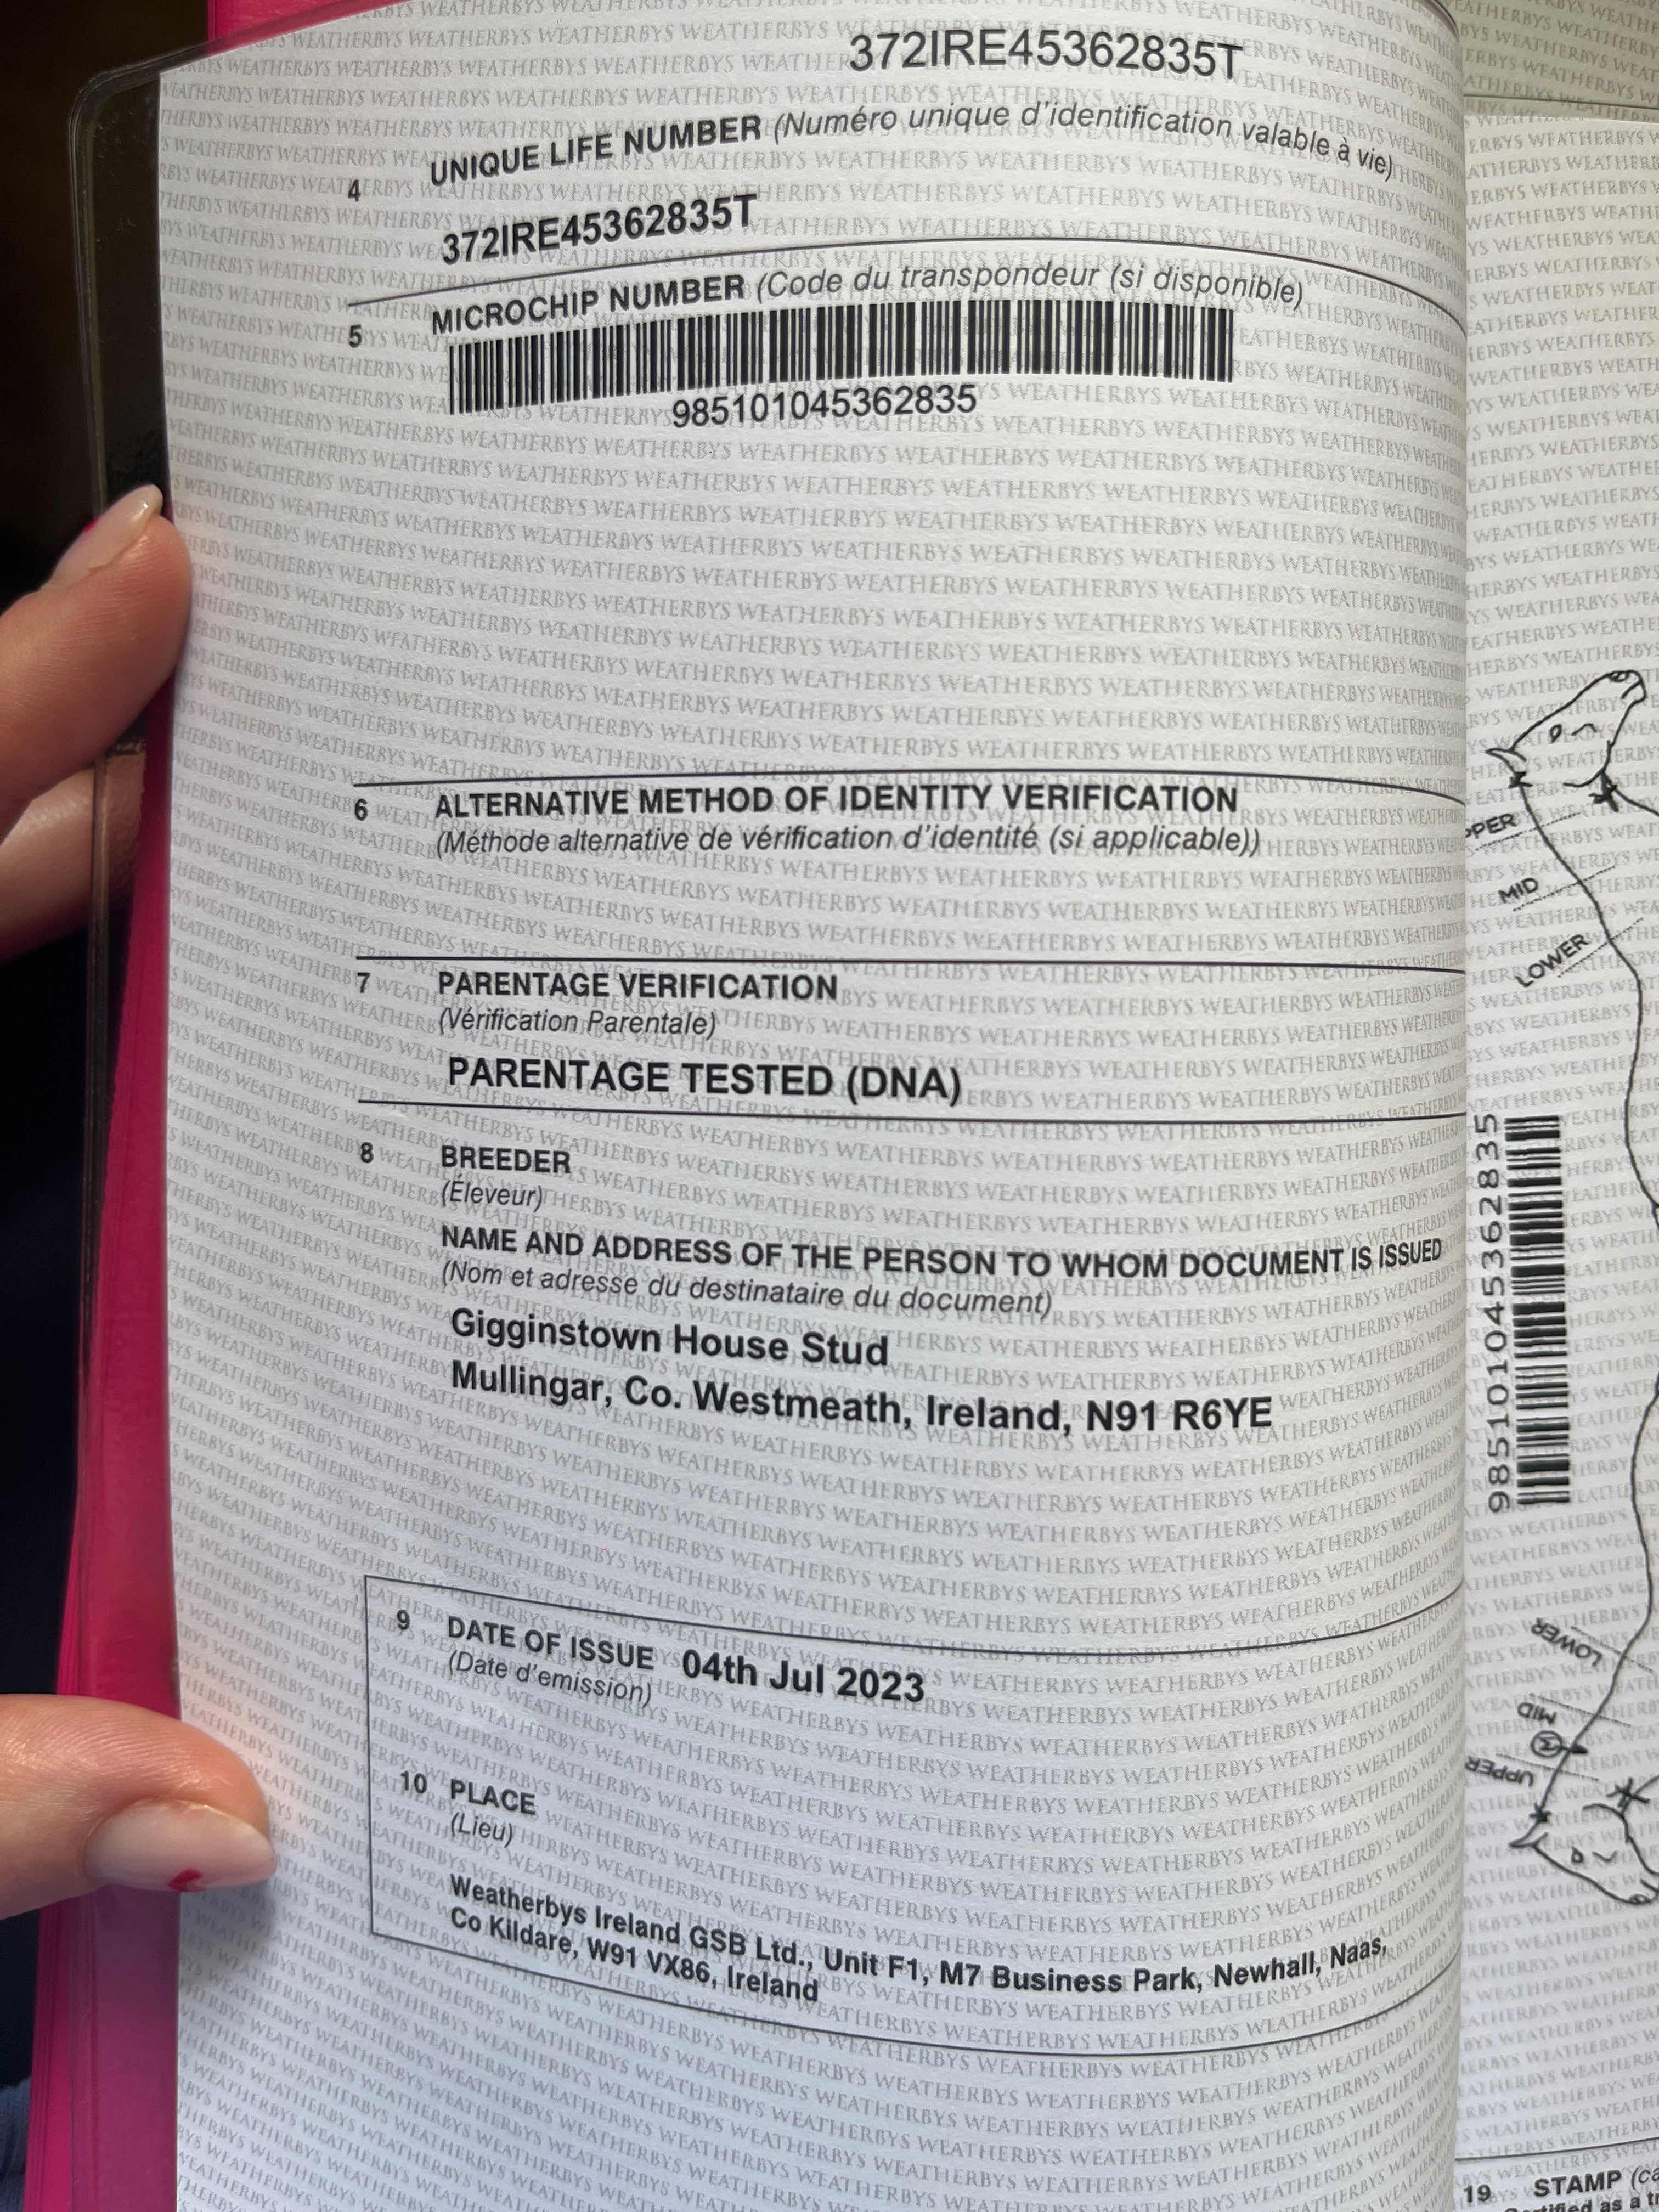 372IRE45362835T
4 UNIQUE LIFE NUMBER (Numéro unique d'identification valable à vie)
372IRE45362835T
5 MICROCHIP NUMBER (Code du transpondeur (si disponible)
985101045362835
6 ALTERNATIVE METHOD OF IDENTITY VERIFICATION
(Méthode alternative de vérification d'identité (si applicable))
7 PARENTAGE VERIFICATION
(Vérification Parentale)
PARENTAGE TESTED (DNA)
8 BREEDER
(Éleveur)
NAME AND ADDRESS OF THE PERSON TO WHOM DOCUMENT IS ISSUED
(Nom et adresse du destinataire du document)
Gigginstown House Stud
Mullingar, Co. Westmeath, Ireland, N91 R6YE
9 DATE OF ISSUE 04th Jul 2023
(Date d'emission)
10 PLACE
(Lieu)
Weatherbys Ireland GSB Ltd., Unit F1, M7 Business Park, Newhall, Naas,
Co Kildare, W91 VX86, Ireland
MID
LOWER
985101045362835
LOWER
MID
UPPER
19 STAMP
as a